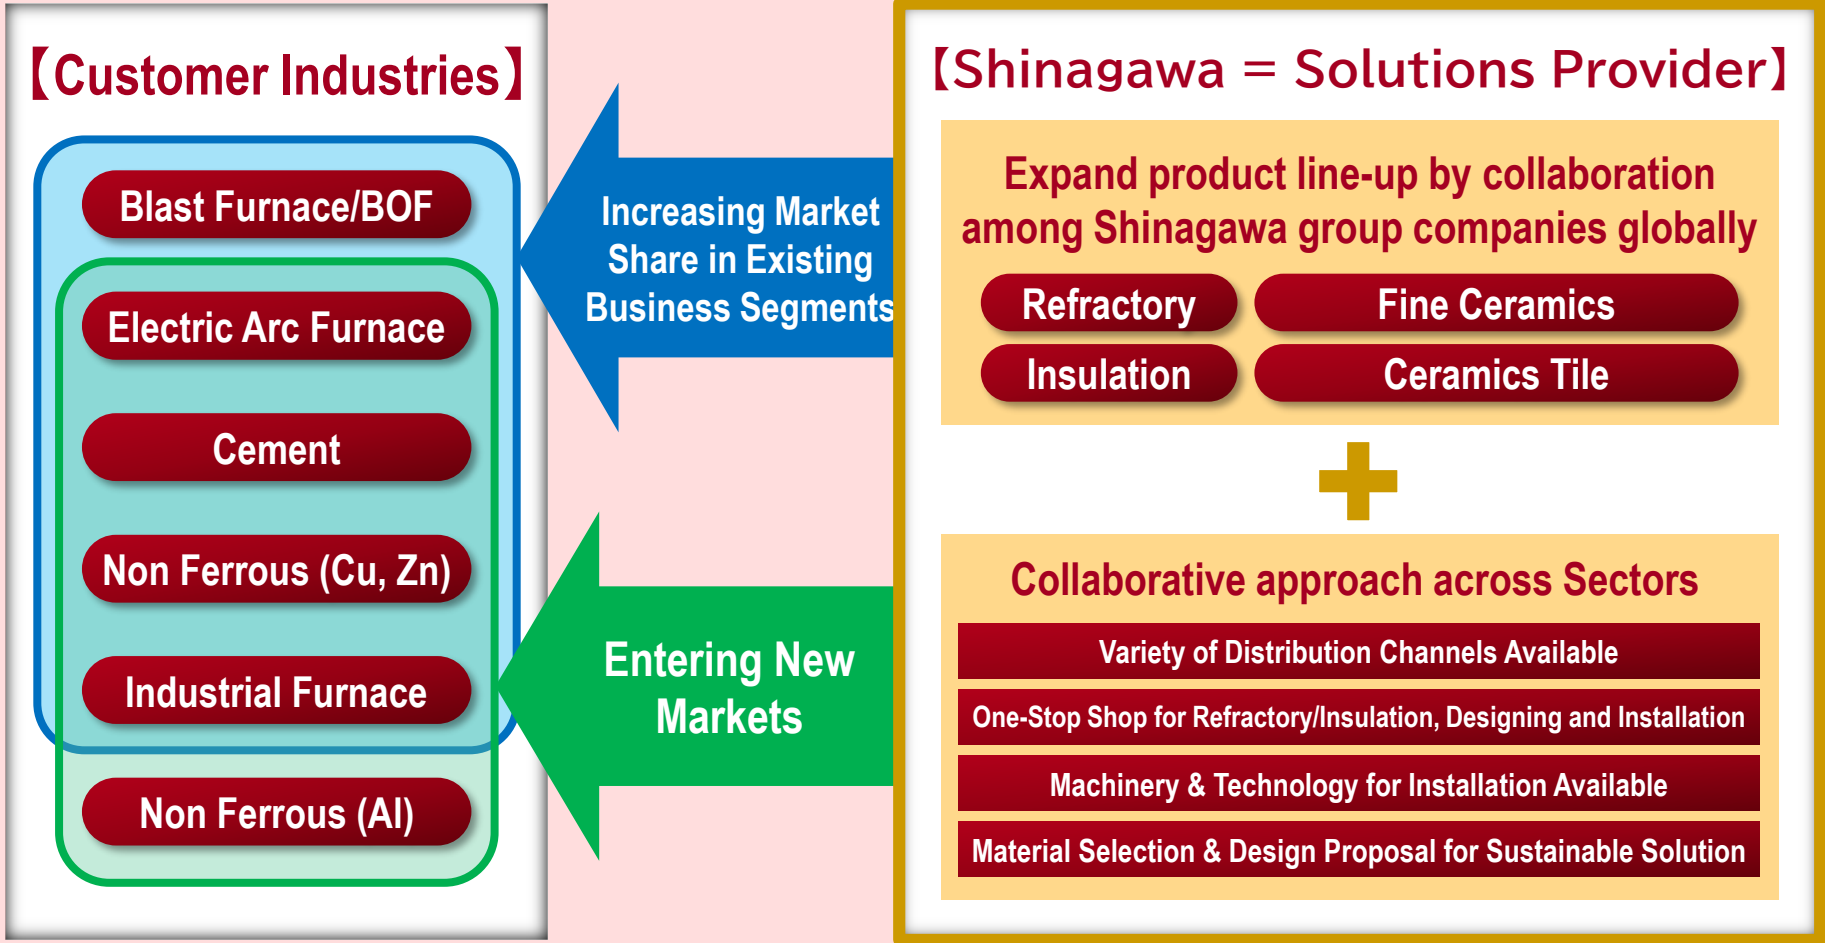 【Customer Industries】
Blast Furnace/BOF
Electric Arc Furnace
Cement
Non Ferrous (Cu, Zn)
Industrial Furnace
Non Ferrous (Al)
Increasing Market
Share in Existing
Business Segments
Entering New
Markets
【Shinagawa = Solutions Provider】
Expand product line-up by collaboration
among Shinagawa group companies globally
Refractory
Fine Ceramics
Insulation
Ceramics Tile
Collaborative approach across Sectors
Variety of Distribution Channels Available
One-Stop Shop for Refractory/Insulation, Designing and Installation
Machinery & Technology for Installation Available
Material Selection & Design Proposal for Sustainable Solution